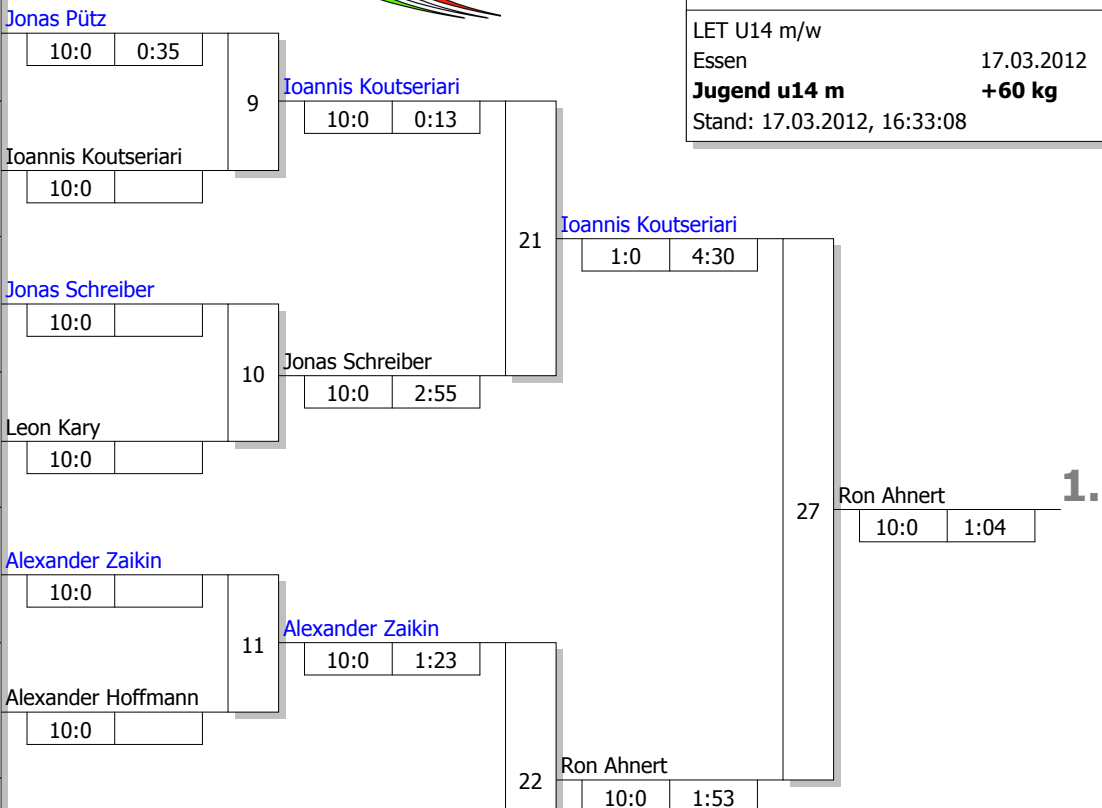 Jonas Pütz
10:0 0:35
LET U14 m/w
Essen 17.03.2012
Jugend u14 m +60 kg
Stand: 17.03.2012, 16:33:08
9
Ioannis Koutseriari
10:0 0:13
Ioannis Koutseriari
10:0
21
Ioannis Koutseriari
1:0 4:30
Jonas Schreiber
10:0
10
Jonas Schreiber
10:0 2:55
Leon Kary
10:0
27
Ron Ahnert
10:0 1:04
1.
Alexander Zaikin
10:0
11
Alexander Zaikin
10:0 1:23
Alexander Hoffmann
10:0
22
Ron Ahnert
10:0 1:53